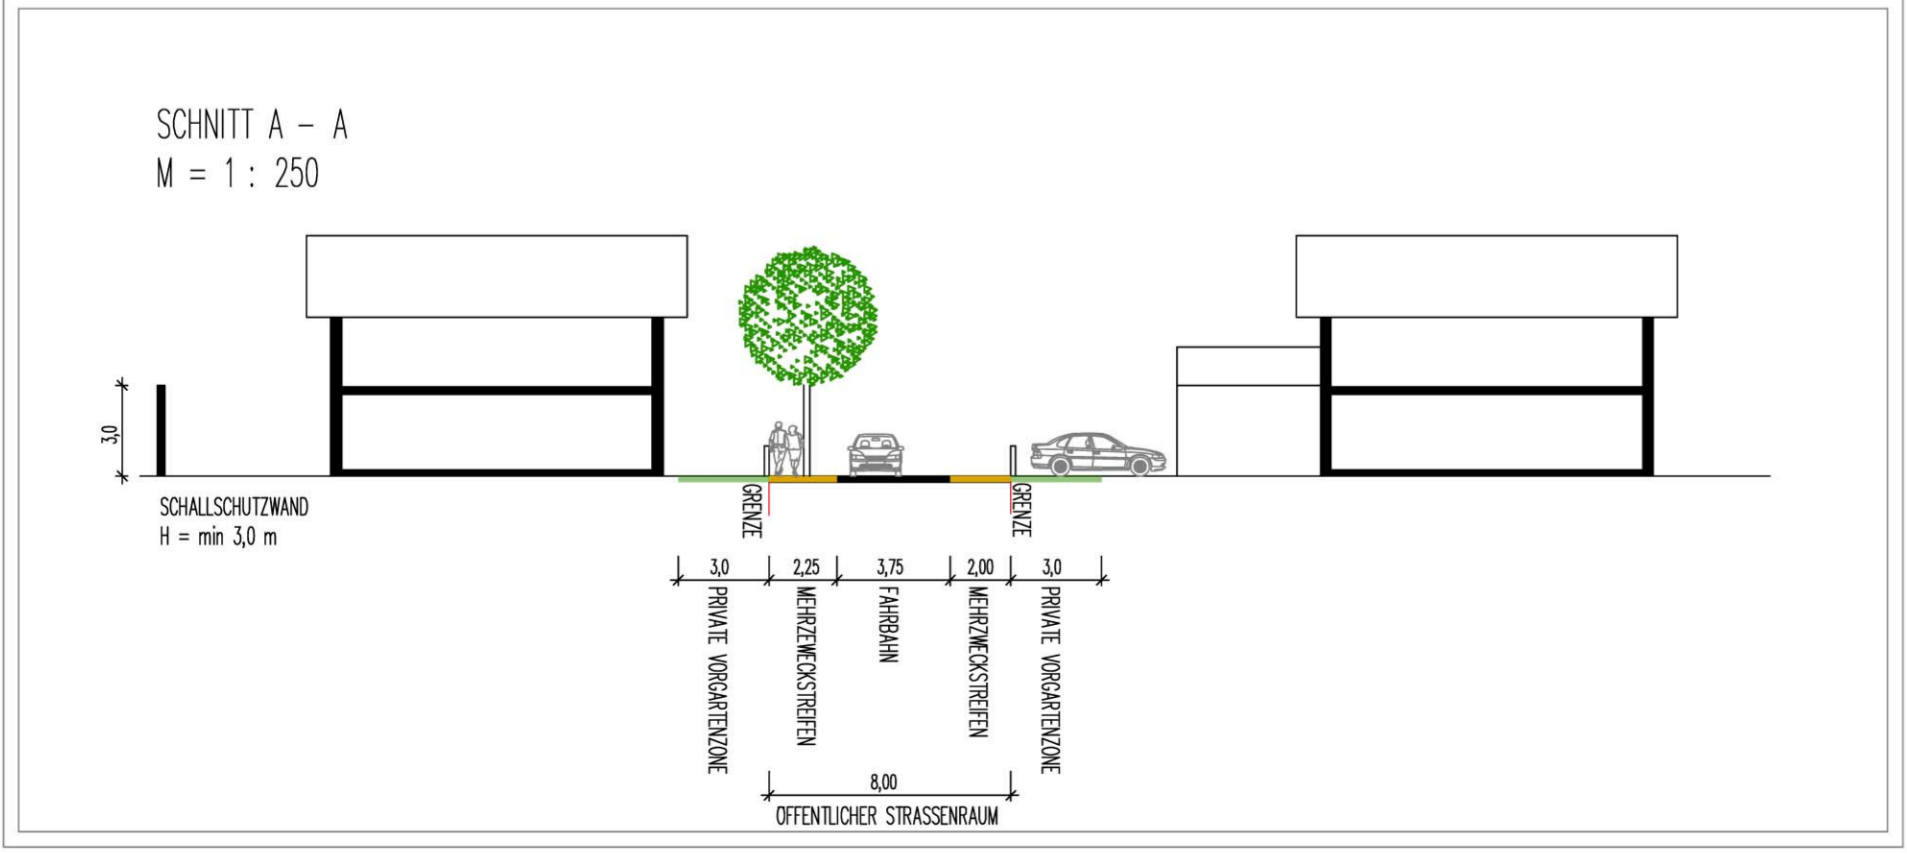 SCHNITT A - A
M = 1 : 250
3,0
SCHALLSCHUTZWAND
H = min 3,0 m
GRENZE
GRENZE
3,0
2,25
3,75
2,00
3,0
PRIVATE VORGARTENZONE
MEHRZEWECKSTREIFEN
FAHRBAHN
MEHRZWECKSTREIFEN
PRIVATE VORGARTENZONE
8,00
ÖFFENTLICHER STRASSENRAUM